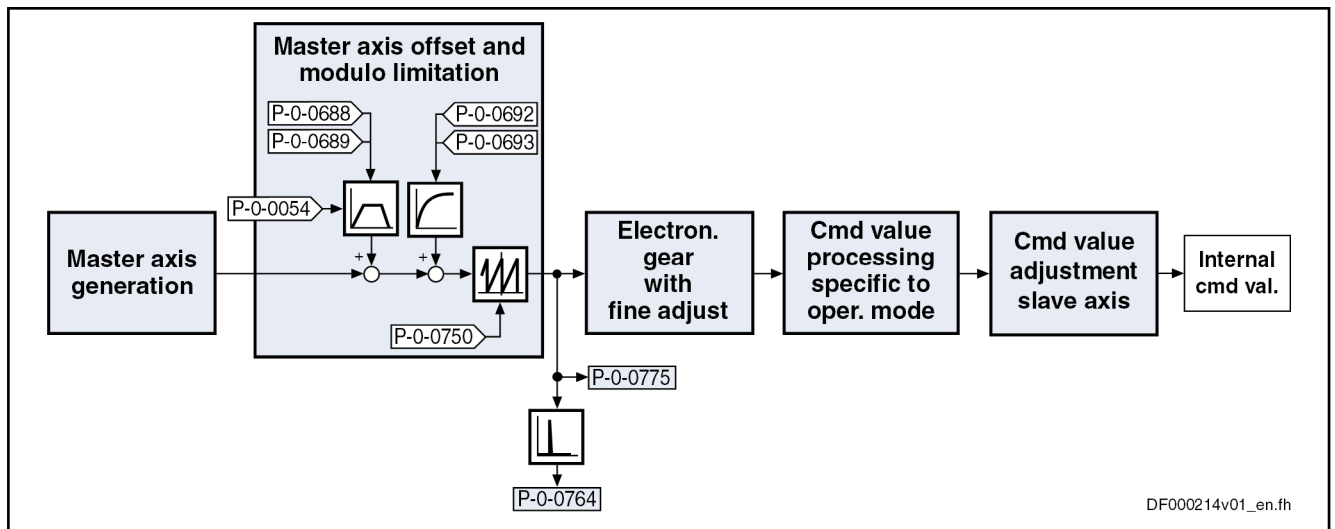 Master axis offset and
modulo limitation
P-0-0688
P-0-0692
P-0-0689
P-0-0693
P-0-0054
+
+
P-0-0750
Master axis
generation
Electron.
gear
with
fine adjust
Cmd value
processing
specific to
oper. mode
Cmd value
adjustment
slave axis
Internal
cmd val.
P-0-0775
P-0-0764
DF000214v01_en.fh